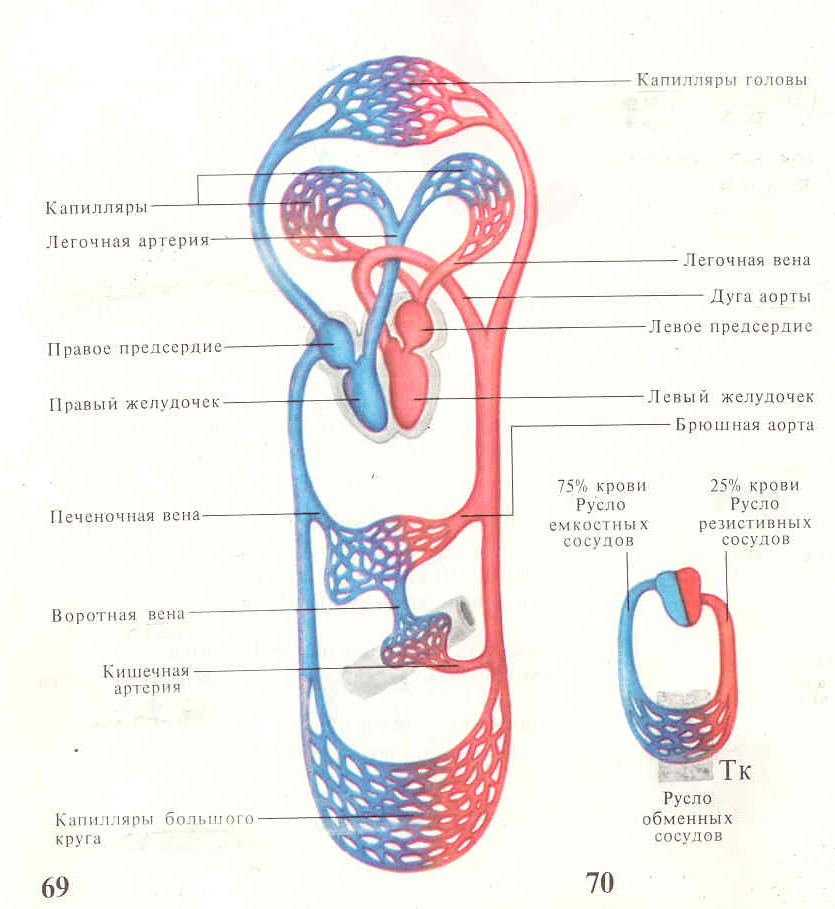 Капилляры головы
Капилляры
Легочная артерия
Легочная вена
Дуга аорты
Левое предсердие
Правое предсердие
Правый желудочек
Левый желудочек
Брюшная аорта
75% крови
Русло
емкостных
сосудов
25% крови
Русло
резистивных
сосудов
Печеночная вена
Воротная вена
Кишечная
артерия
Тк
Русло
обменных
сосудов
Капилляры большого
круга
69
70